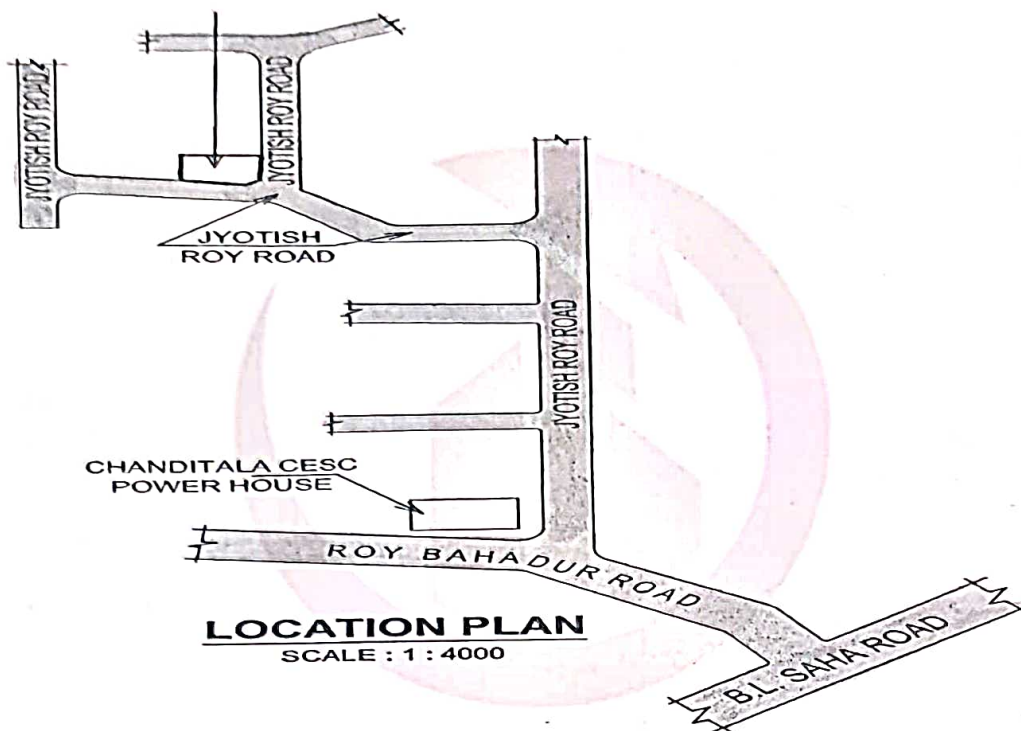 JYOTISH ROY ROAD
JYOTISH ROY ROAD
JYOTISH
ROY ROAD
JYOTISH ROY ROAD
CHANDITALA CESC
POWER HOUSE
ROY BAHADUR ROAD
LOCATION PLAN
SCALE : 1 : 4000
B.L. SAHA ROAD